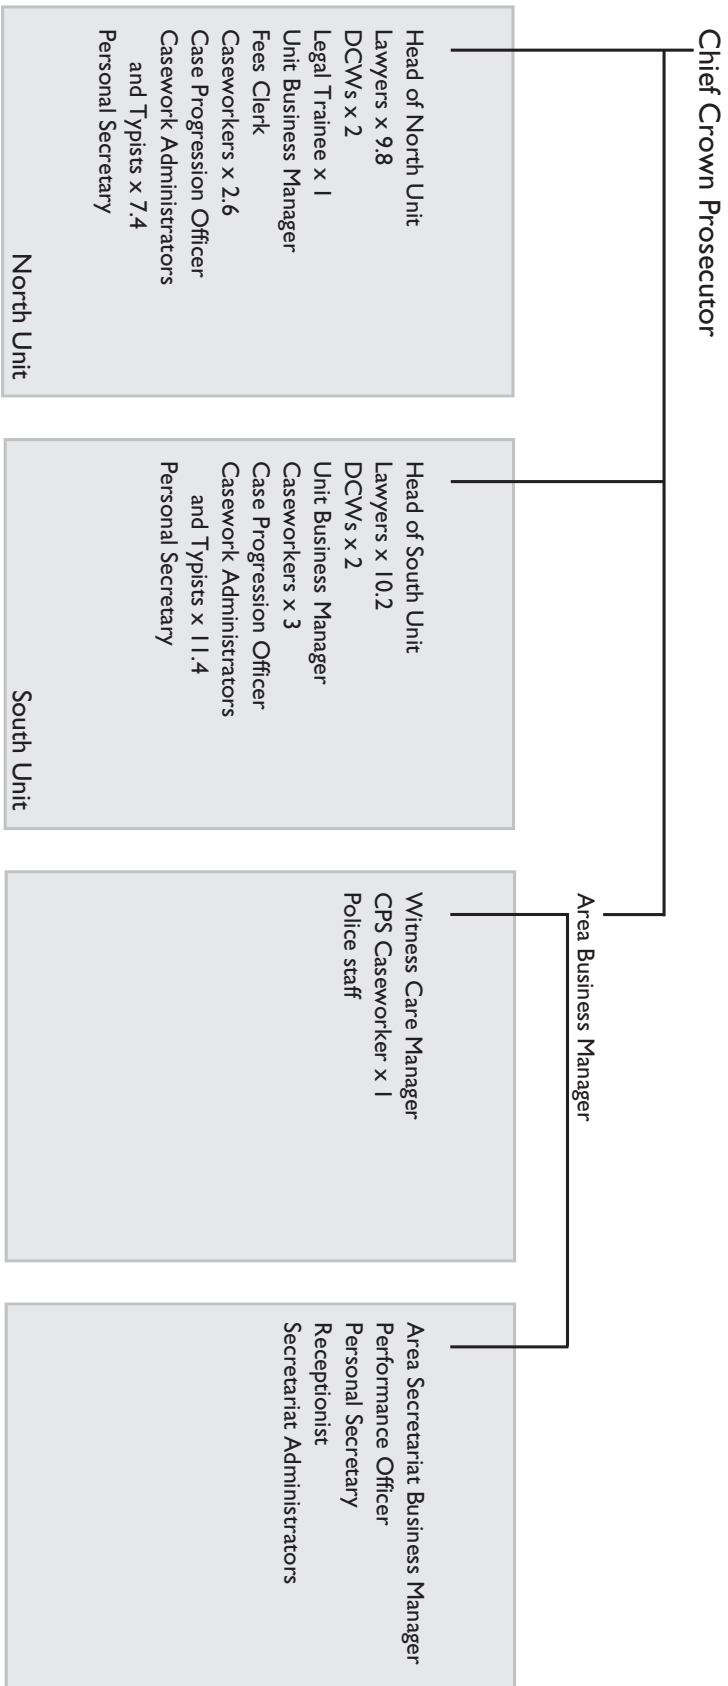 Chief Crown Prosecutor
Head of North Unit
Lawyers x 9.8
DCWs x 2
Legal Trainee x 1
Unit Business Manager
Fees Clerk
Caseworkers x 2.6
Case Progression Officer
Casework Administrators
and Typists x 7.4
Personal Secretary
North Unit
Head of South Unit
Lawyers x 10.2
DCWs x 2
Unit Business Manager
Caseworkers x 3
Case Progression Officer
Casework Administrators
and Typists x 11.4
Personal Secretary
South Unit
Area Business Manager
Witness Care Manager
CPS Caseworker x 1
Police staff
Area Secretariat Business Manager
Performance Officer
Personal Secretary
Receptionist
Secretariat Administrators